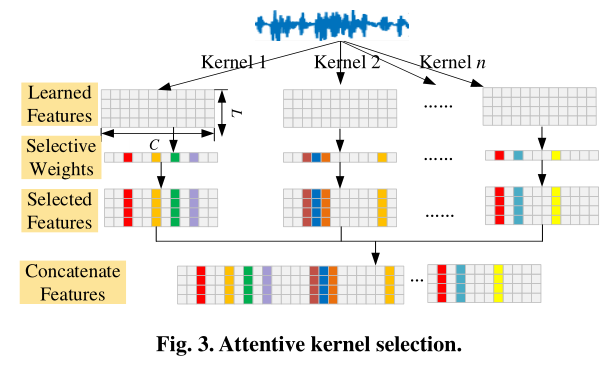 Kernel 1
Kernel 2
Kernel n
Learned
Features
......
L
C
Selective
Weights
......
Selected
Features
......
Concatenate
Features
...
Fig. 3. Attentive kernel selection.